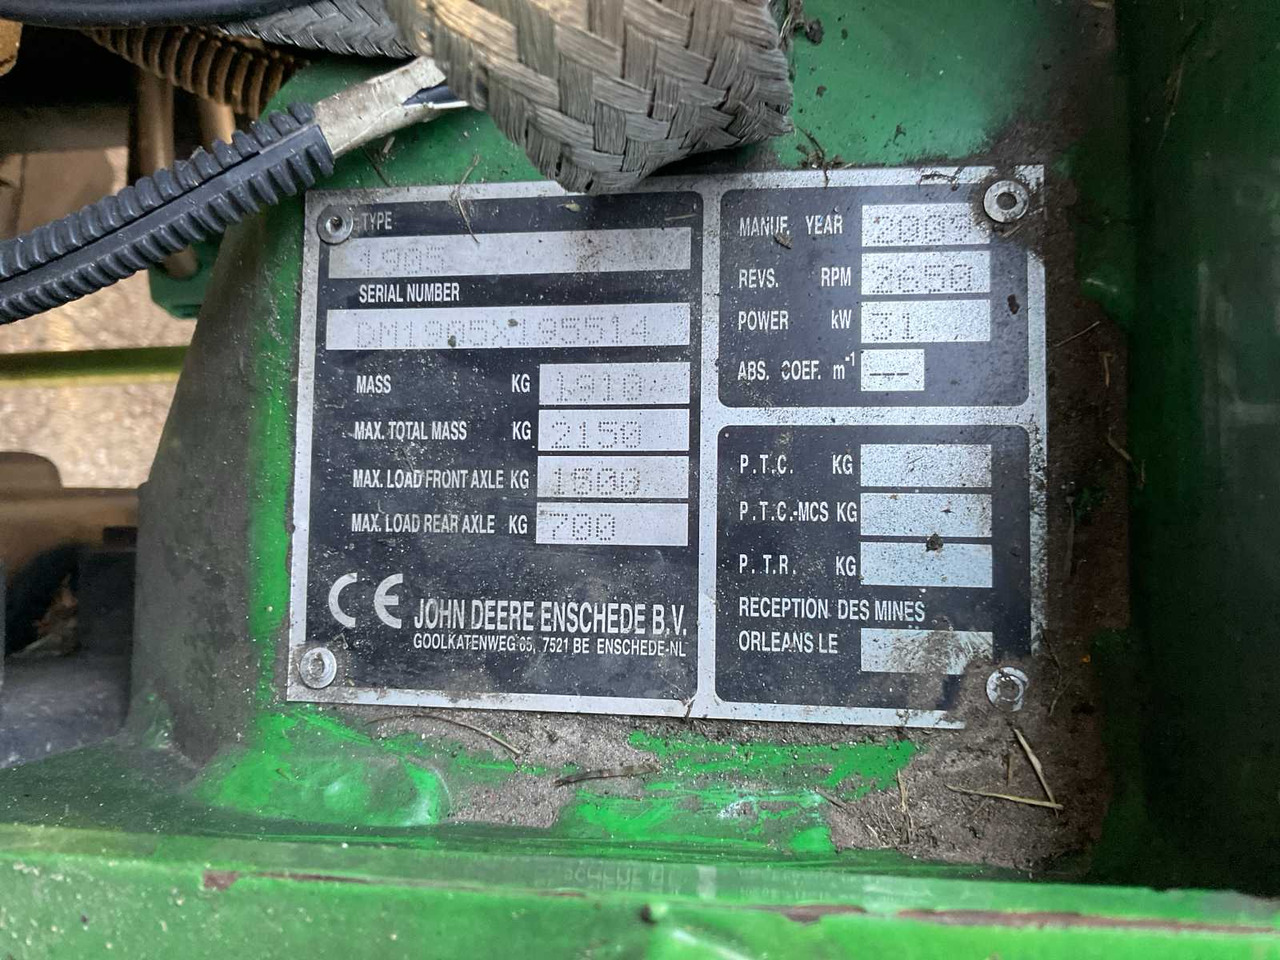 TYPE
1905
SERIAL NUMBER
DM1905X195514
MASS KG 1910
MAX. TOTAL MASS KG 2150
MAX. LOAD FRONT AXLE KG 1500
MAX. LOAD REAR AXLE KG 700
CE JOHN DEERE ENSCHEDE B.V.
GOOLKATENWEG 65, 7521 BE ENSCHEDE-NL
MANUF. YEAR
REVS. RPM 2650
POWER kW 31
ABS. COEF. m-1 ---
P.T.C. KG
P.T.C.-MCS KG
P.T.R. KG
RECEPTION DES MINES
ORLEANS LE